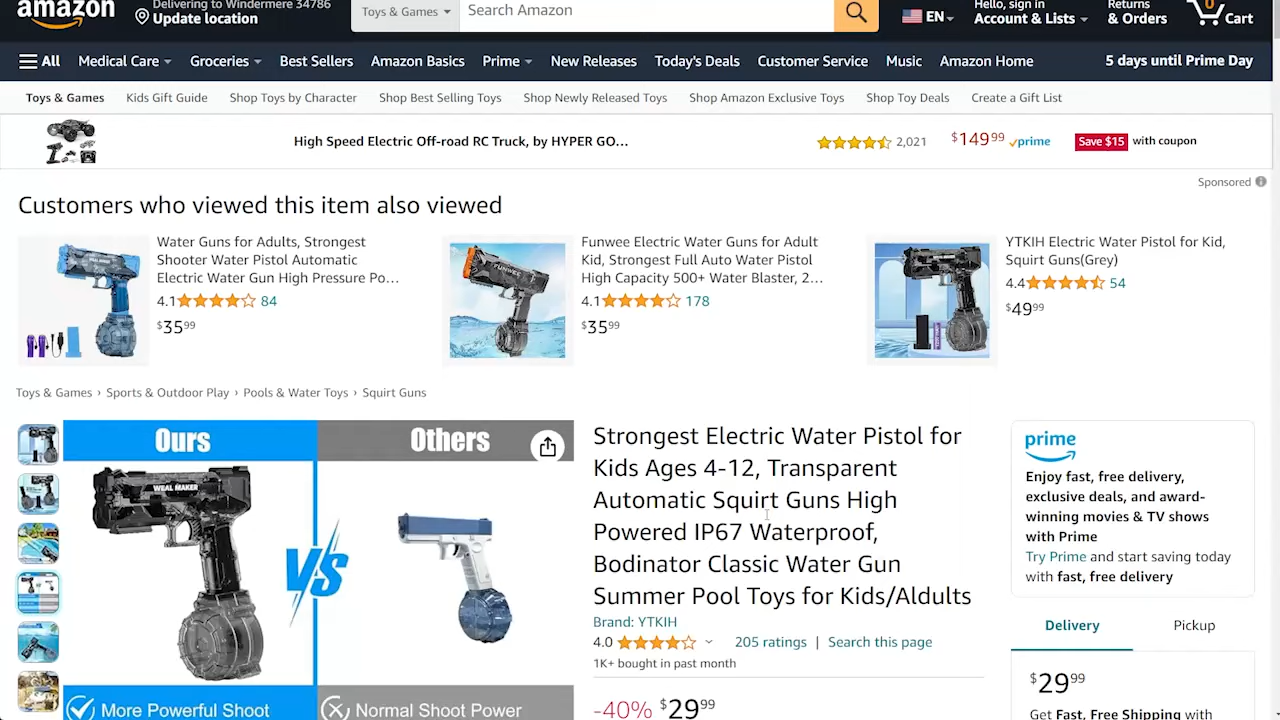 amazon
Delivering to Windermere 34786
Update location
Toys & Games
Search Amazon
EN
Hello, sign in
Account & Lists
Returns
& Orders
0
Cart
All
Medical Care
Groceries
Best Sellers
Amazon Basics
Prime
New Releases
Today's Deals
Customer Service
Music
Amazon Home
5 days until Prime Day
Toys & Games
Kids Gift Guide
Shop Toys by Character
Shop Best Selling Toys
Shop Newly Released Toys
Shop Amazon Exclusive Toys
Shop Toy Deals
Create a Gift List
High Speed Electric Off-road RC Truck, by HYPER GO...
2,021
$149 99
prime
Save $15 with coupon
Sponsored
Customers who viewed this item also viewed
Water Guns for Adults, Strongest
Shooter Water Pistol Automatic
Electric Water Gun High Pressure Po...
4.1 84
$35 99
FUNWEE
Funwee Electric Water Guns for Adult
Kid, Strongest Full Auto Water Pistol
High Capacity 500+ Water Blaster, 2...
4.1 178
$35 99
YTKIH Electric Water Pistol for Kid,
Squirt Guns(Grey)
4.4 54
$49 99
Toys & Games › Sports & Outdoor Play › Pools & Water Toys › Squirt Guns
Ours
Others
WEAL MAKER
VS
More Powerful Shoot
Normal Shoot Power
Strongest Electric Water Pistol for
Kids Ages 4-12, Transparent
Automatic Squirt Guns High
Powered IP67 Waterproof,
Bodinator Classic Water Gun
Summer Pool Toys for Kids/Aldults
Brand: YTKIH
4.0 205 ratings | Search this page
1K+ bought in past month
-40% $29 99
prime
Enjoy fast, free delivery,
exclusive deals, and award-
winning movies & TV shows
with Prime
Try Prime and start saving today
with fast, free delivery
Delivery
Pickup
$29 99
Get Fast, Free Shipping with